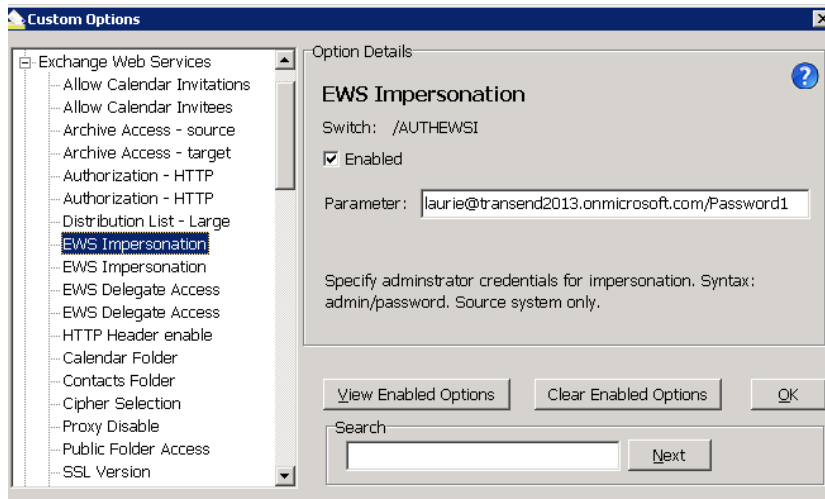 Custom Options
Exchange Web Services
Allow Calendar Invitations
Allow Calendar Invitees
Archive Access - source
Archive Access - target
Authorization - HTTP
Authorization - HTTP
Distribution List - Large
EWS Impersonation
EWS Impersonation
EWS Delegate Access
EWS Delegate Access
HTTP Header enable
Calendar Folder
Contacts Folder
Cipher Selection
Proxy Disable
Public Folder Access
SSL Version
Option Details
?
EWS Impersonation
Switch: /AUTHEWSI
Enabled
Parameter: laurie@transend2013.onmicrosoft.com/Password1
Specify adminstrator credentials for impersonation. Syntax:
admin/password. Source system only.
View Enabled Options Clear Enabled Options OK
Search
Next